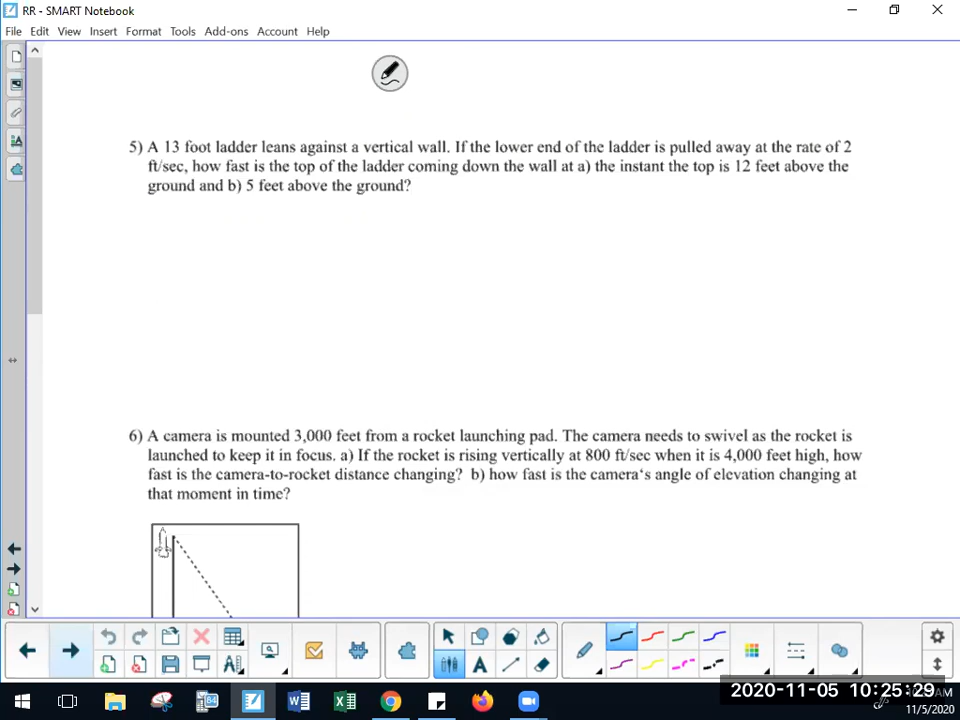 RR - SMART Notebook
File Edit View Insert Format Tools Add-ons Account Help
5) A 13 foot ladder leans against a vertical wall. If the lower end of the ladder is pulled away at the rate of 2
ft/sec, how fast is the top of the ladder coming down the wall at a) the instant the top is 12 feet above the
ground and b) 5 feet above the ground?
6) A camera is mounted 3,000 feet from a rocket launching pad. The camera needs to swivel as the rocket is
launched to keep it in focus. a) If the rocket is rising vertically at 800 ft/sec when it is 4,000 feet high, how
fast is the camera-to-rocket distance changing? b) how fast is the camera‘s angle of elevation changing at
that moment in time?
2020-11-05 10:25:29
11/5/2020